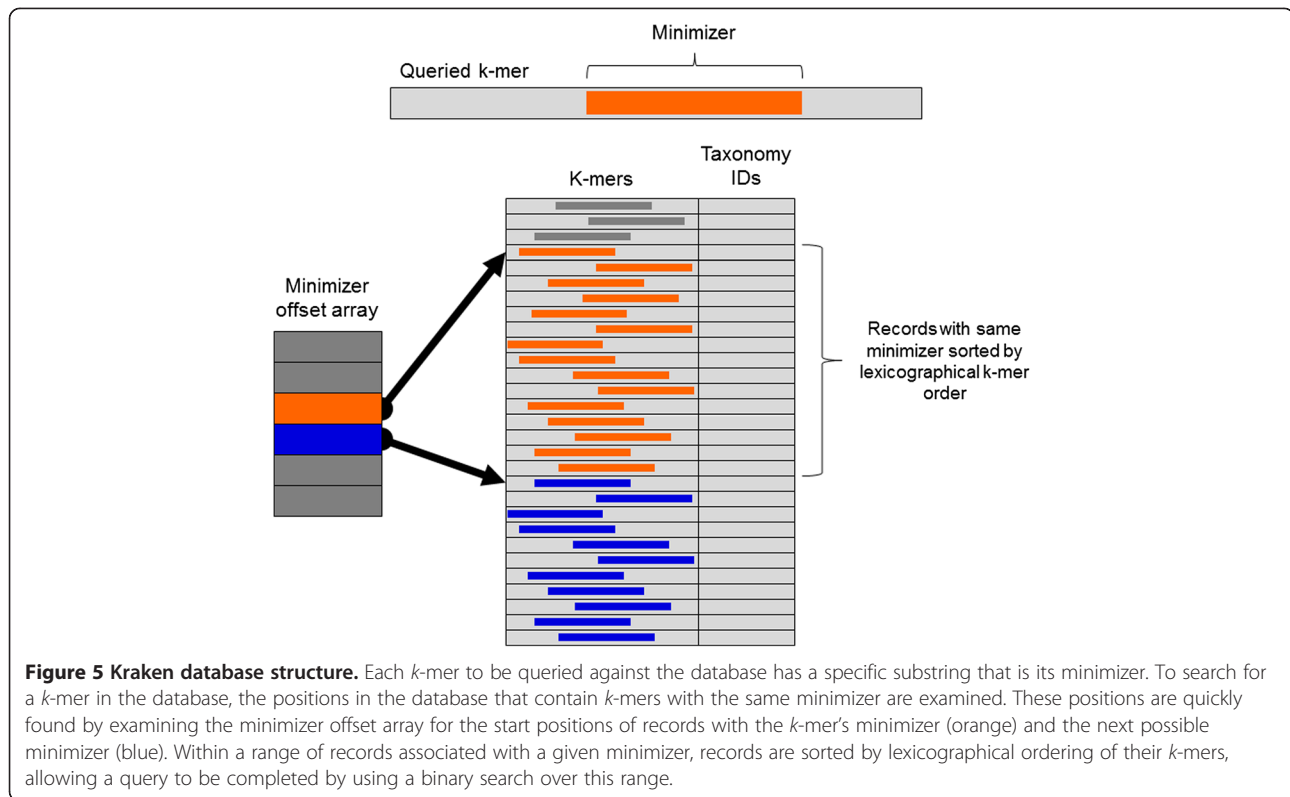 Minimizer
Queried k-mer
Taxonomy
IDs
K-mers
Minimizer
offset array
Records with same
minimizer sorted by
lexicographical k-mer
order
Figure 5 Kraken database structure. Each k-mer to be queried against the database has a specific substring that is its minimizer. To search for
a k-mer in the database, the positions in the database that contain k-mers with the same minimizer are examined. These positions are quickly
found by examining the minimizer offset array for the start positions of records with the k-mer's minimizer (orange) and the next possible
minimizer (blue). Within a range of records associated with a given minimizer, records are sorted by lexicographical ordering of their k-mers,
allowing a query to be completed by using a binary search over this range.